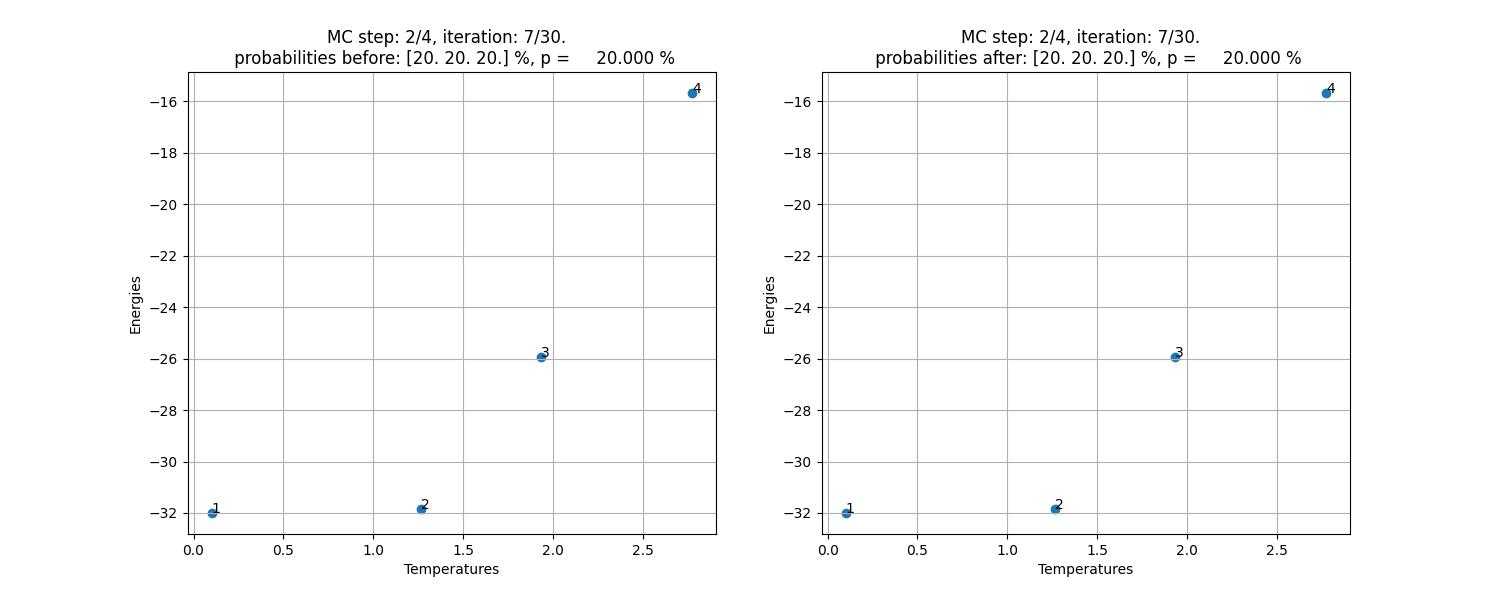 MC step: 2/4, iteration: 7/30.
probabilities before: [20. 20. 20.] %, p = 20.000 %
−16
−18
−20
−22
−24
−26
−28
−30
−32
Energies
4
3
2
1
0.0 0.5 1.0 1.5 2.0 2.5
Temperatures
MC step: 2/4, iteration: 7/30.
probabilities after: [20. 20. 20.] %, p = 20.000 %
−16
−18
−20
−22
−24
−26
−28
−30
−32
Energies
4
3
2
1
0.0 0.5 1.0 1.5 2.0 2.5
Temperatures